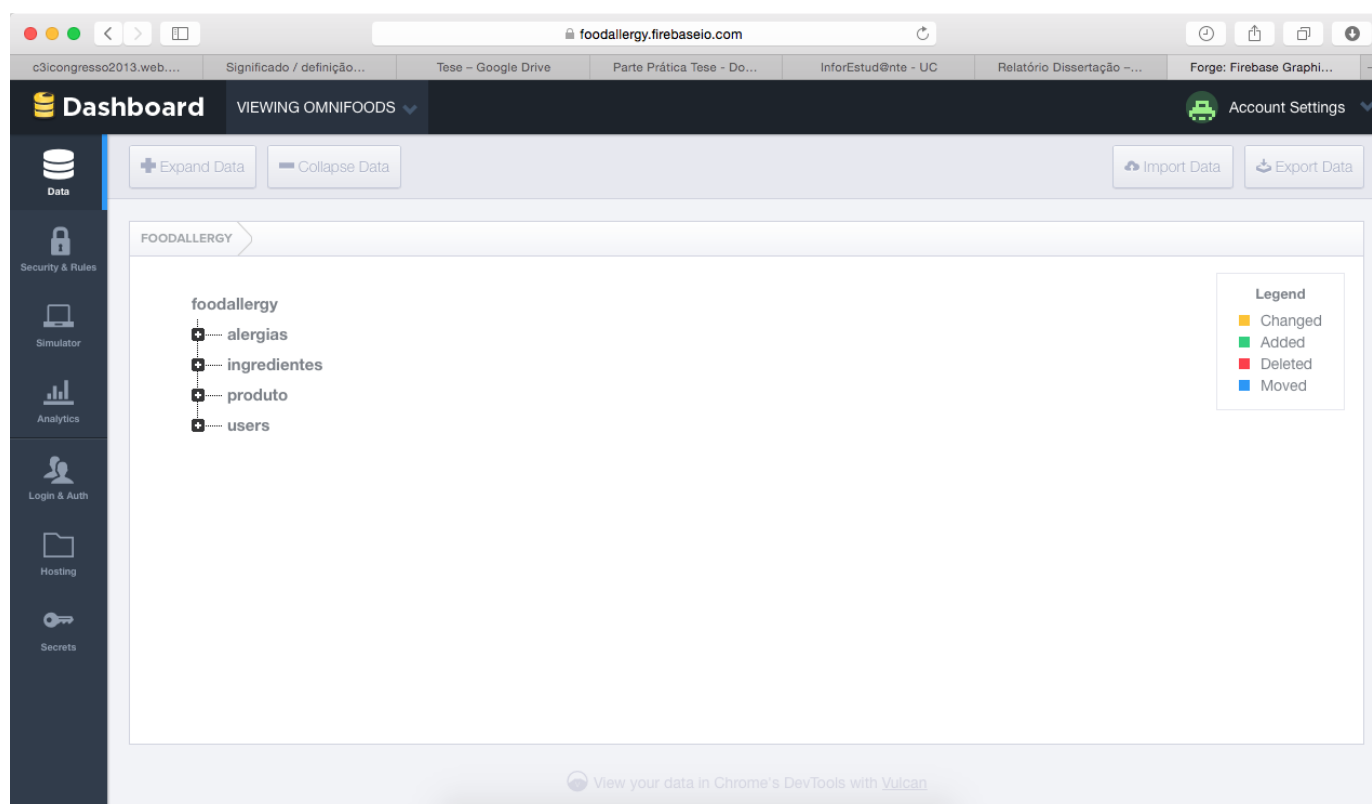 foodallergy.firebaseio.com
c3icongresso2013.web.... Significado / definição... Tese – Google Drive Parte Prática Tese - Do... InforEstud@nte - UC Relatório Dissertação –... Forge: Firebase Graphi...
Dashboard VIEWING OMNIFOODS Account Settings
Expand Data Collapse Data Import Data Export Data
Data
Security & Rules
Simulator
Analytics
Login & Auth
Hosting
Secrets
FOODALLERGY
foodallergy
alergias
ingredientes
produto
users
Legend
Changed
Added
Deleted
Moved
View your data in Chrome's DevTools with Vulcan